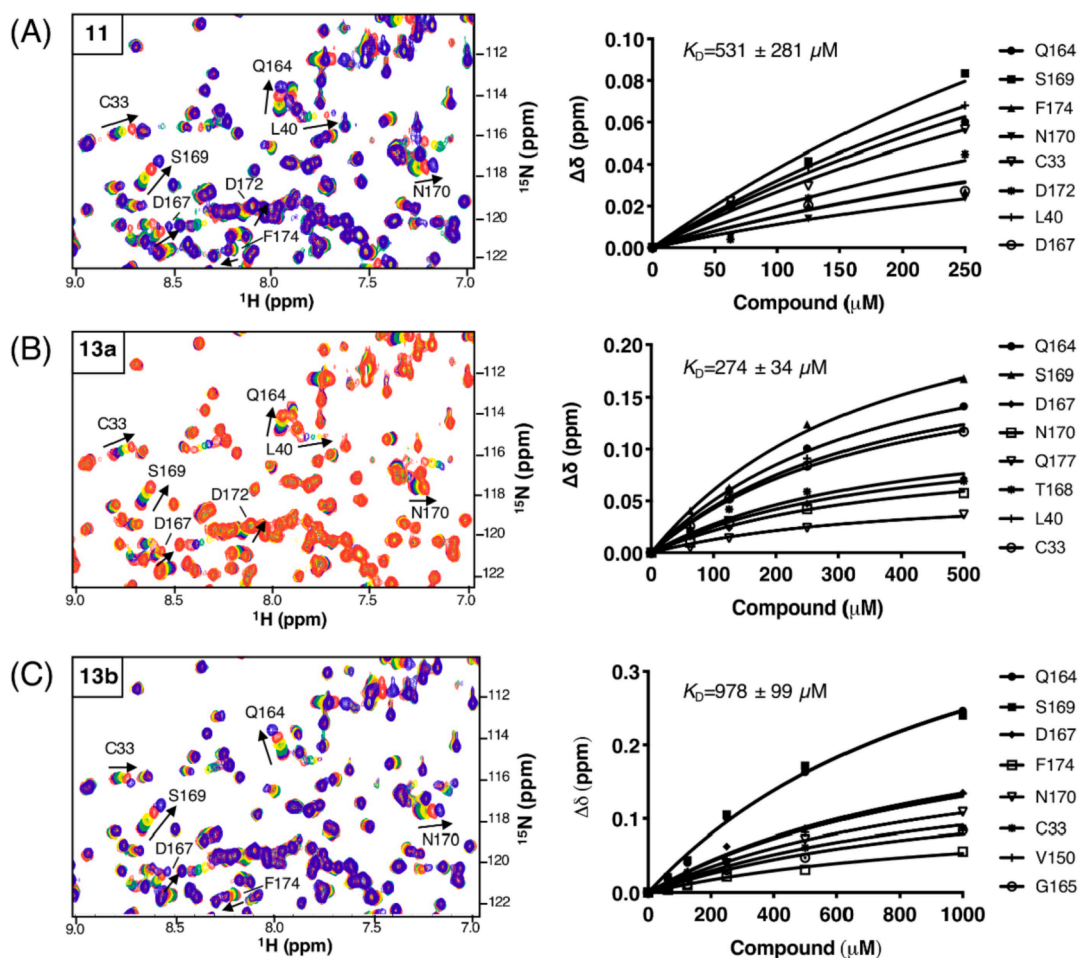 (A)
11
Q164
C33
L40
S169
D172
N170
D167
F174
112
114
116
118
120
122
¹⁵N (ppm)
9.0 8.5 8.0 7.5 7.0
¹H (ppm)
0.10
0.08
0.06
0.04
0.02
0.00
Δδ (ppm)
K_D=531 ± 281 μM
0 50 100 150 200 250
Compound (μM)
Q164
S169
F174
N170
C33
D172
L40
D167
(B)
13a
Q164
C33
L40
S169
D172
N170
D167
112
114
116
118
120
122
¹⁵N (ppm)
9.0 8.5 8.0 7.5 7.0
¹H (ppm)
0.20
0.15
0.10
0.05
0.00
Δδ (ppm)
K_D=274 ± 34 μM
0 100 200 300 400 500
Compound (μM)
Q164
S169
D167
N170
Q177
T168
L40
C33
(C)
13b
Q164
C33
S169
N170
D167
F174
112
114
116
118
120
122
¹⁵N (ppm)
9.0 8.5 8.0 7.5 7.0
¹H (ppm)
0.3
0.2
0.1
0.0
Δδ (ppm)
K_D=978 ± 99 μM
0 200 400 600 800 1000
Compound (μM)
Q164
S169
D167
F174
N170
C33
V150
G165